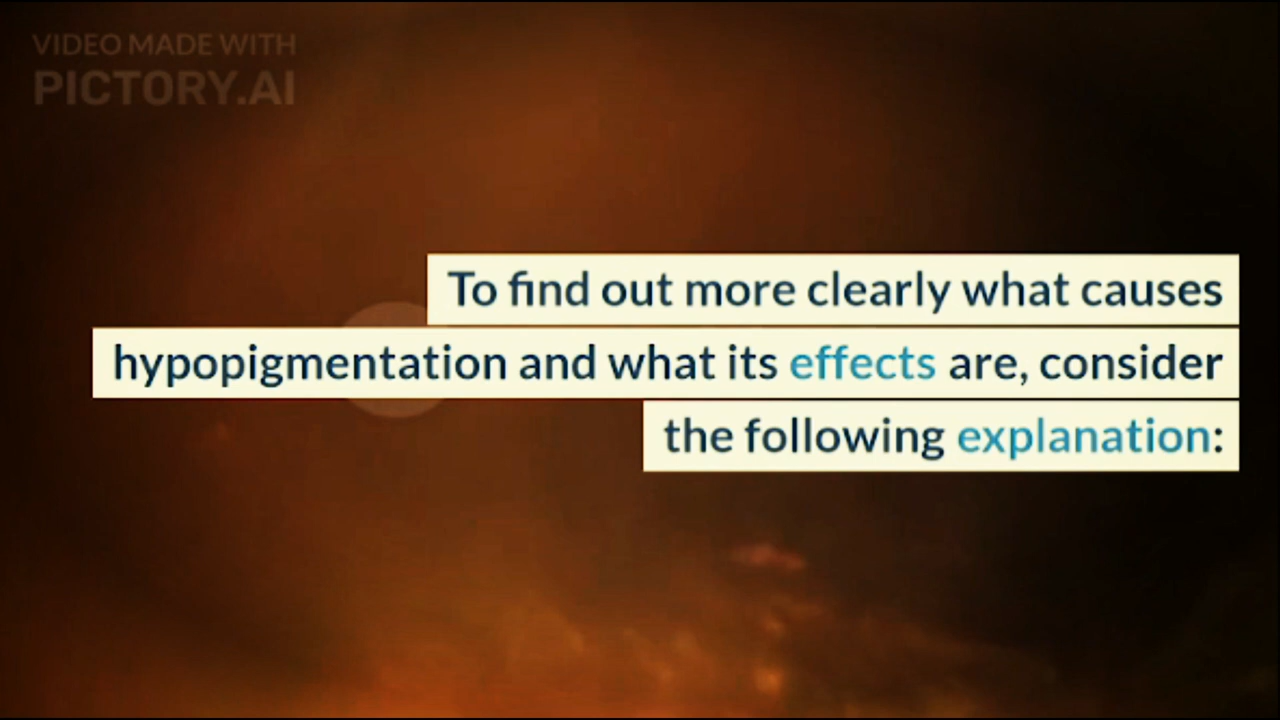 VIDEO MADE WITH
PICTORY.AI
To find out more clearly what causes
hypopigmentation and what its effects are, consider
the following explanation: